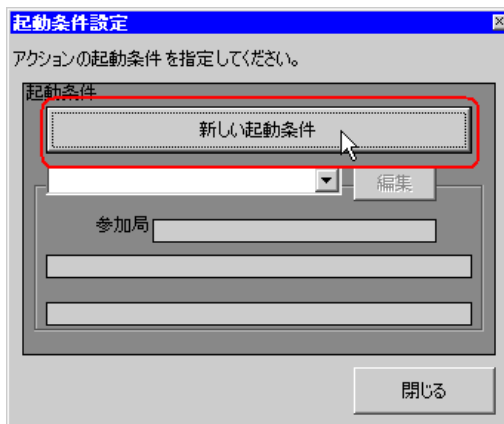 起動条件設定
アクションの起動条件を指定してください。
起動条件
新しい起動条件
編集
参加局
閉じる